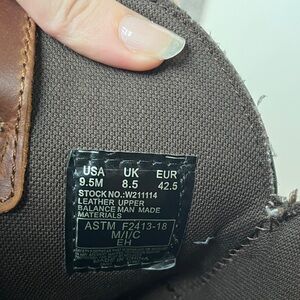 USA UK EUR
9.5M 8.5 42.5
STOCK NO.:W211114
LEATHER UPPER
BALANCE MAN MADE
MATERIALS
ASTM F2413-18
M/I/C
EH